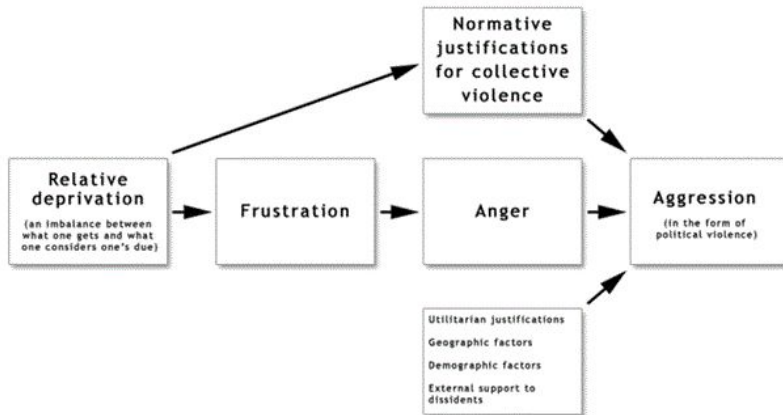 Normative
justifications
for collective
violence
Relative
deprivation
(an imbalance between
what one gets and what
one considers one's due)
Frustration
Anger
Aggression
(in the form of
political violence)
Utilitarian justifications
Geographic factors
Demographic factors
External support to
dissidents